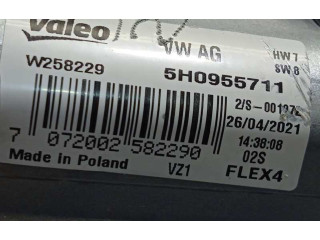 Valeo VW AG HW 7
W258229 5H0955711 SW 8
2/S-00197
26/04/2021
14:38:08
7 072002 582290 02S
Made in Poland VZ1 FLEX4